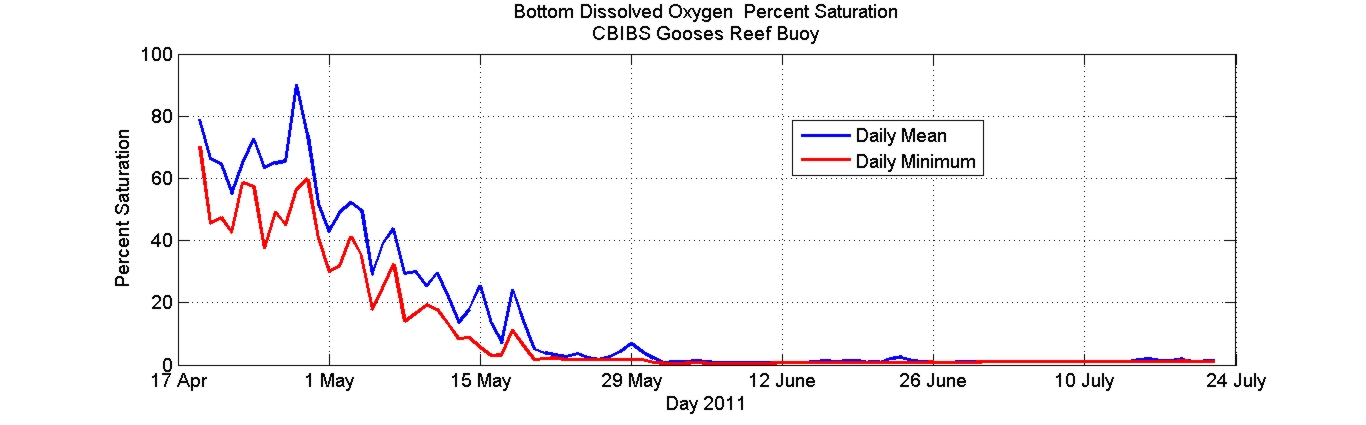 Bottom Dissolved Oxygen  Percent Saturation
CBIBS Gooses Reef Buoy
100
80
60
40
20
0
Percent Saturation
Daily Mean
Daily Minimum
17 Apr 1 May 15 May 29 May 12 June 26 June 10 July 24 July
Day 2011